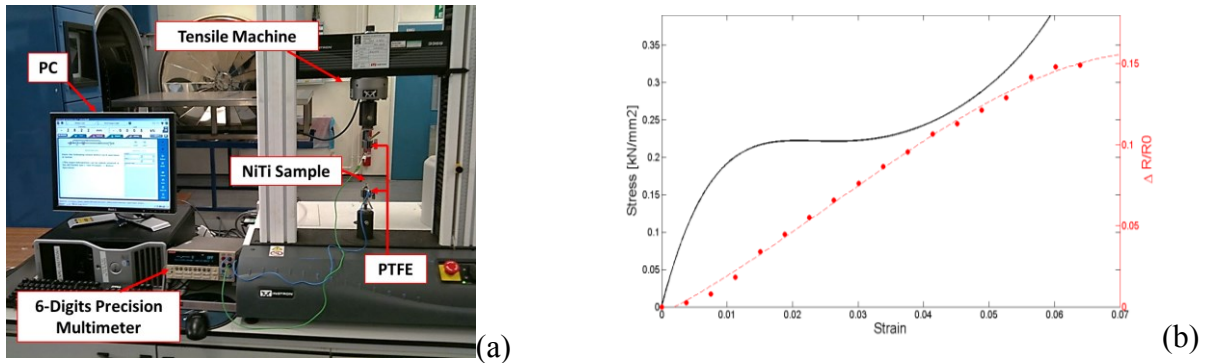 Tensile Machine
PC
NiTi Sample
PTFE
6-Digits Precision
Multimeter
(a)
Stress [kN/mm2]
0.35
0.3
0.25
0.2
0.15
0.1
0.05
0
0
0.01
0.02
0.03
0.04
0.05
0.06
0.07
Strain
0.15
0.1
0.05
0
Δ R/R0
(b)